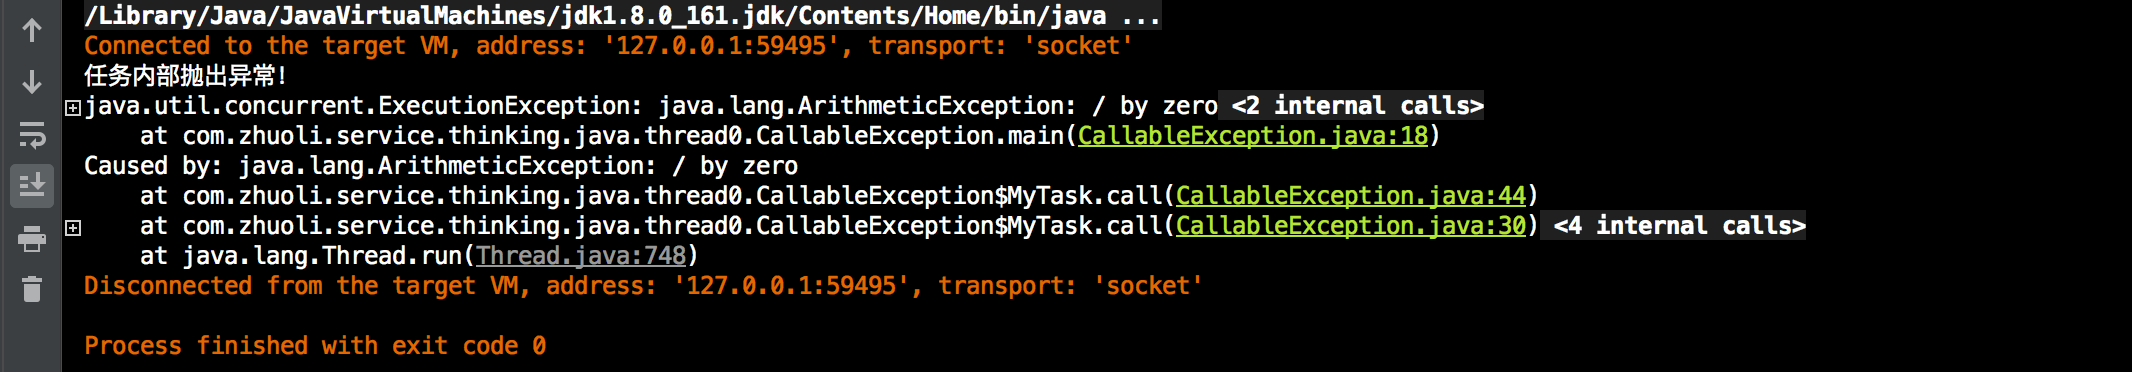 /Library/Java/JavaVirtualMachines/jdk1.8.0_161.jdk/Contents/Home/bin/java ...
Connected to the target VM, address: '127.0.0.1:59495', transport: 'socket'
任务内部抛出异常!
java.util.concurrent.ExecutionException: java.lang.ArithmeticException: / by zero <2 internal calls>
    at com.zhuoli.service.thinking.java.thread0.CallableException.main(CallableException.java:18)
Caused by: java.lang.ArithmeticException: / by zero
    at com.zhuoli.service.thinking.java.thread0.CallableException$MyTask.call(CallableException.java:44)
    at com.zhuoli.service.thinking.java.thread0.CallableException$MyTask.call(CallableException.java:30) <4 internal calls>
    at java.lang.Thread.run(Thread.java:748)
Disconnected from the target VM, address: '127.0.0.1:59495', transport: 'socket'
Process finished with exit code 0